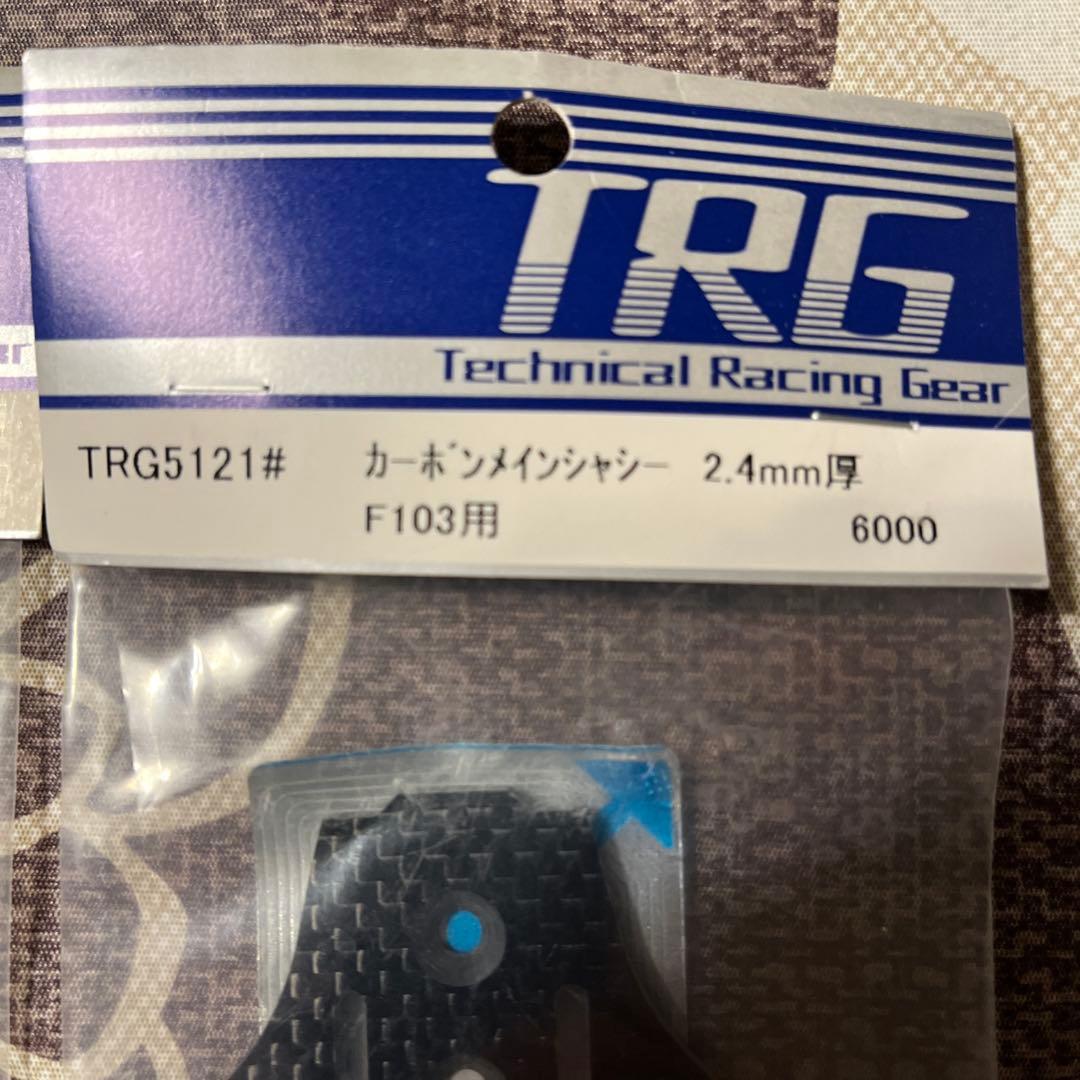 TRG
Technical Racing Gear
TRG5121# ｶｰﾎﾞﾝﾒｲﾝｼｬｼｰ 2.4mm厚
F103用 6000